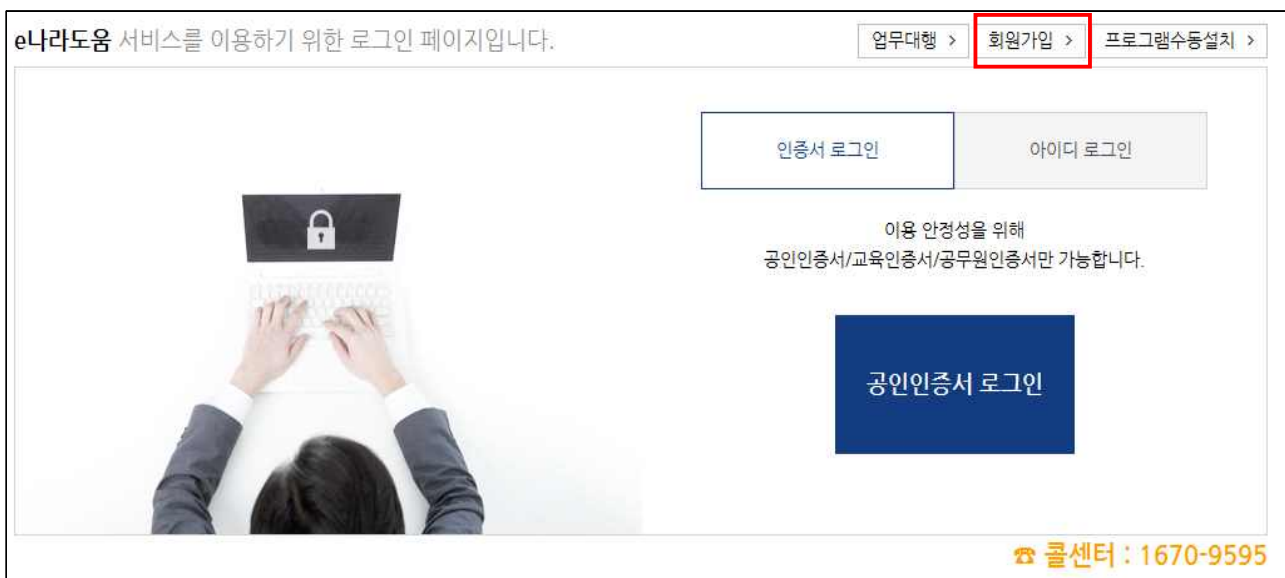 e나라도움 서비스를 이용하기 위한 로그인 페이지입니다.
업무대행 > 회원가입 > 프로그램수동설치 >
인증서 로그인 아이디 로그인
이용 안정성을 위해
공인인증서/교육인증서/공무원인증서만 가능합니다.
공인인증서 로그인
☎ 콜센터 : 1670-9595